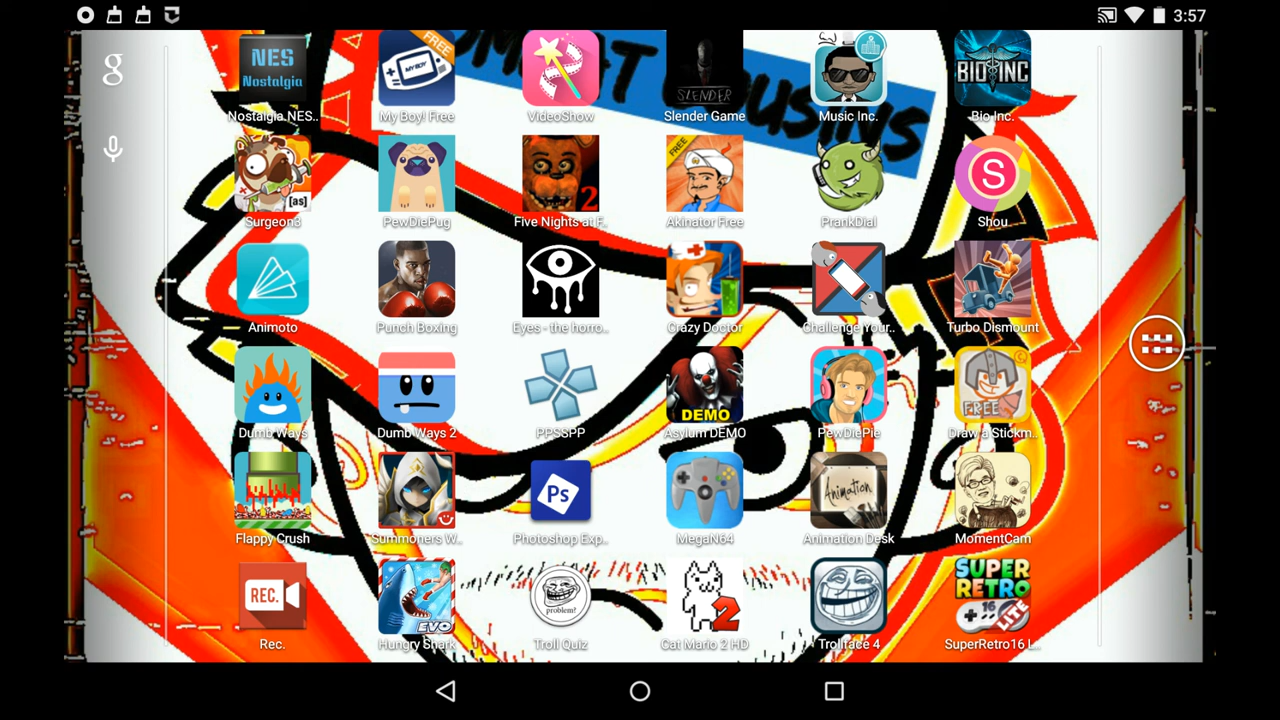 3:57
g
COMBAT COUSINS
NES
Nostalgia
FREE
MY BOY!
SLENDER
BIO INC
Nostalgia NES..
My Boy! Free
VideoShow
Slender Game
Music Inc.
Bio Inc.
[as]
2
FREE
S
Surgeon3
PewDiePug
Five Nights at F..
Akinator Free
PrankDial
Shou
Animoto
Punch Boxing
Eyes - the horro..
Crazy Doctor
Challenge Your..
Turbo Dismount
DEMO
FREE
Dumb Ways
Dumb Ways 2
PPSSPP
Asylum DEMO
PewDiePie
Draw a Stickm..
Ps
Animation
Flappy Crush
Summoners W..
Photoshop Exp..
MegaN64
Animation Desk
MomentCam
REC.
EVO
problem?
2
SUPER
RETRO
16
LITE
Rec.
Hungry Shark
Troll Quiz
Cat Mario 2 HD
Trollface 4
SuperRetro16 L..